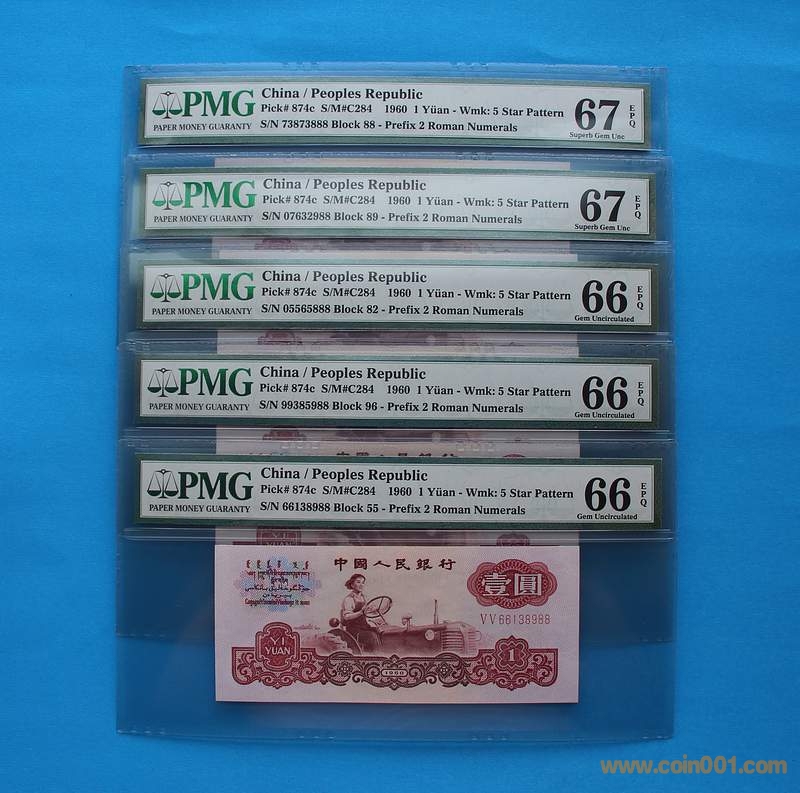 PMG
PAPER MONEY GUARANTY
China / Peoples Republic
Pick# 874c S/M#C284 1960 1 Yüan - Wmk: 5 Star Pattern
S/N 73873888 Block 88 - Prefix 2 Roman Numerals
67 EPQ
Superb Gem Unc
PMG
PAPER MONEY GUARANTY
China / Peoples Republic
Pick# 874c S/M#C284 1960 1 Yüan - Wmk: 5 Star Pattern
S/N 07632988 Block 89 - Prefix 2 Roman Numerals
67 EPQ
Superb Gem Unc
PMG
PAPER MONEY GUARANTY
China / Peoples Republic
Pick# 874c S/M#C284 1960 1 Yüan - Wmk: 5 Star Pattern
S/N 05565888 Block 82 - Prefix 2 Roman Numerals
66 EPQ
Gem Uncirculated
PMG
PAPER MONEY GUARANTY
China / Peoples Republic
Pick# 874c S/M#C284 1960 1 Yüan - Wmk: 5 Star Pattern
S/N 99385988 Block 96 - Prefix 2 Roman Numerals
66 EPQ
Gem Uncirculated
PMG
PAPER MONEY GUARANTY
China / Peoples Republic
Pick# 874c S/M#C284 1960 1 Yüan - Wmk: 5 Star Pattern
S/N 66138988 Block 55 - Prefix 2 Roman Numerals
66 EPQ
Gem Uncirculated
中國人民銀行
壹圓
VV66138988
YI
YUAN
1960
1
www.coin001.com